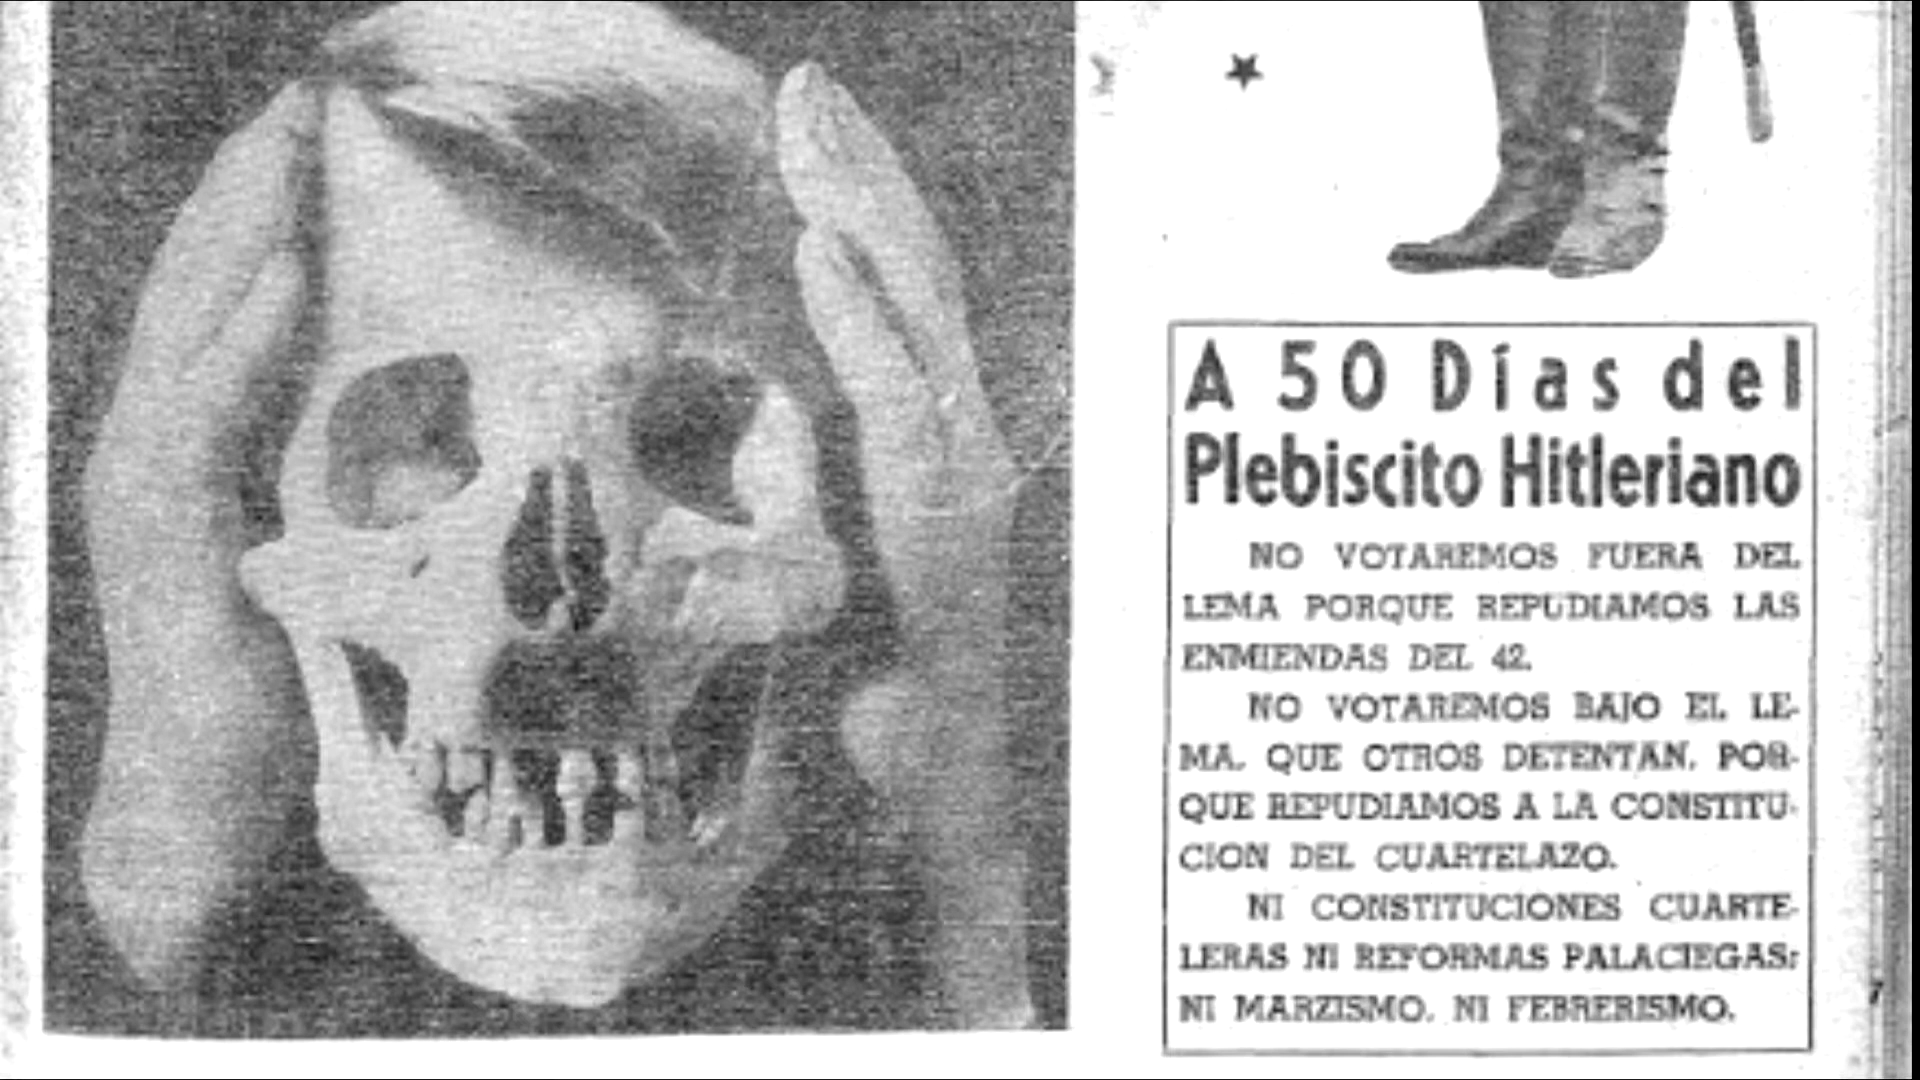 A 50 Días del
Plebiscito Hitleriano
NO VOTAREMOS FUERA DEL
LEMA PORQUE REPUDIAMOS LAS
ENMIENDAS DEL 42.
NO VOTAREMOS BAJO EL LE-
MA, QUE OTROS DETENTAN, POR-
QUE REPUDIAMOS A LA CONSTITU-
CION DEL CUARTELAZO.
NI CONSTITUCIONES CUARTE-
LERAS NI REFORMAS PALACIEGAS:
NI MARZISMO, NI FEBRERISMO.
7